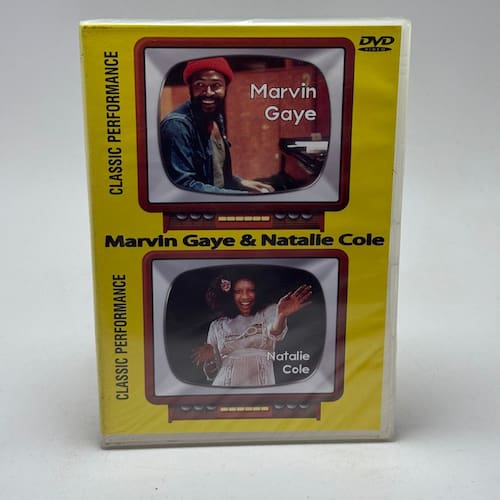 CLASSIC PERFORMANCE
DVD
VIDEO
Marvin
Gaye
Marvin Gaye & Natalie Cole
CLASSIC PERFORMANCE
Natalie
Cole